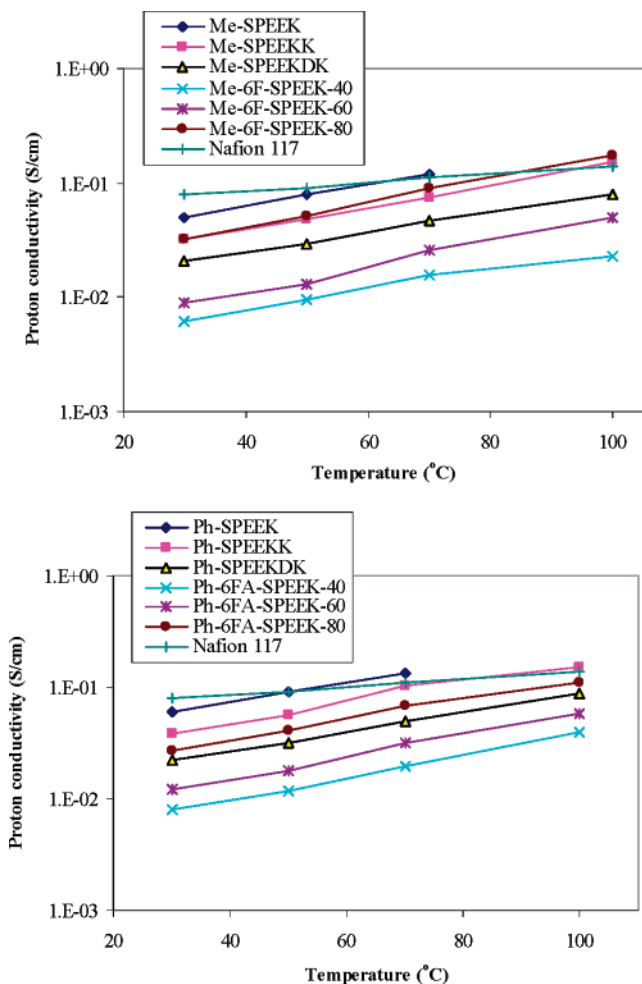 Me-SPEEK
Me-SPEEKK
Me-SPEEKDK
Me-6F-SPEEK-40
Me-6F-SPEEK-60
Me-6F-SPEEK-80
Nafion 117
1.E+00
1.E-01
1.E-02
1.E-03
Proton conductivity (S/cm)
20 40 60 80 100
Temperature (°C)
Ph-SPEEK
Ph-SPEEKK
Ph-SPEEKDK
Ph-6FA-SPEEK-40
Ph-6FA-SPEEK-60
Ph-6FA-SPEEK-80
Nafion 117
1.E+00
1.E-01
1.E-02
1.E-03
Proton conductivity (S/cm)
20 40 60 80 100
Temperature (°C)